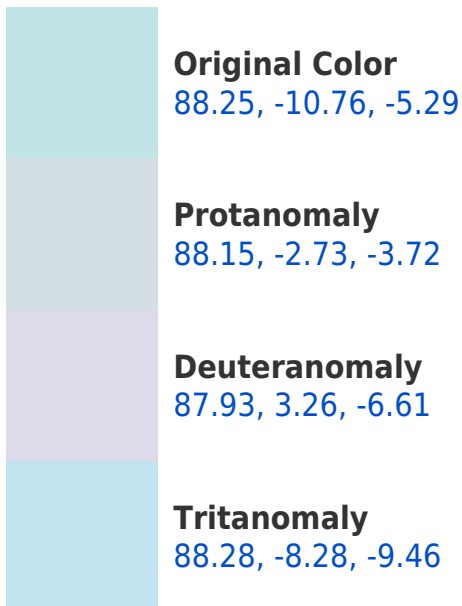 Original Color
88.25, -10.76, -5.29
Protanomaly
88.15, -2.73, -3.72
Deuteranomaly
87.93, 3.26, -6.61
Tritanomaly
88.28, -8.28, -9.46